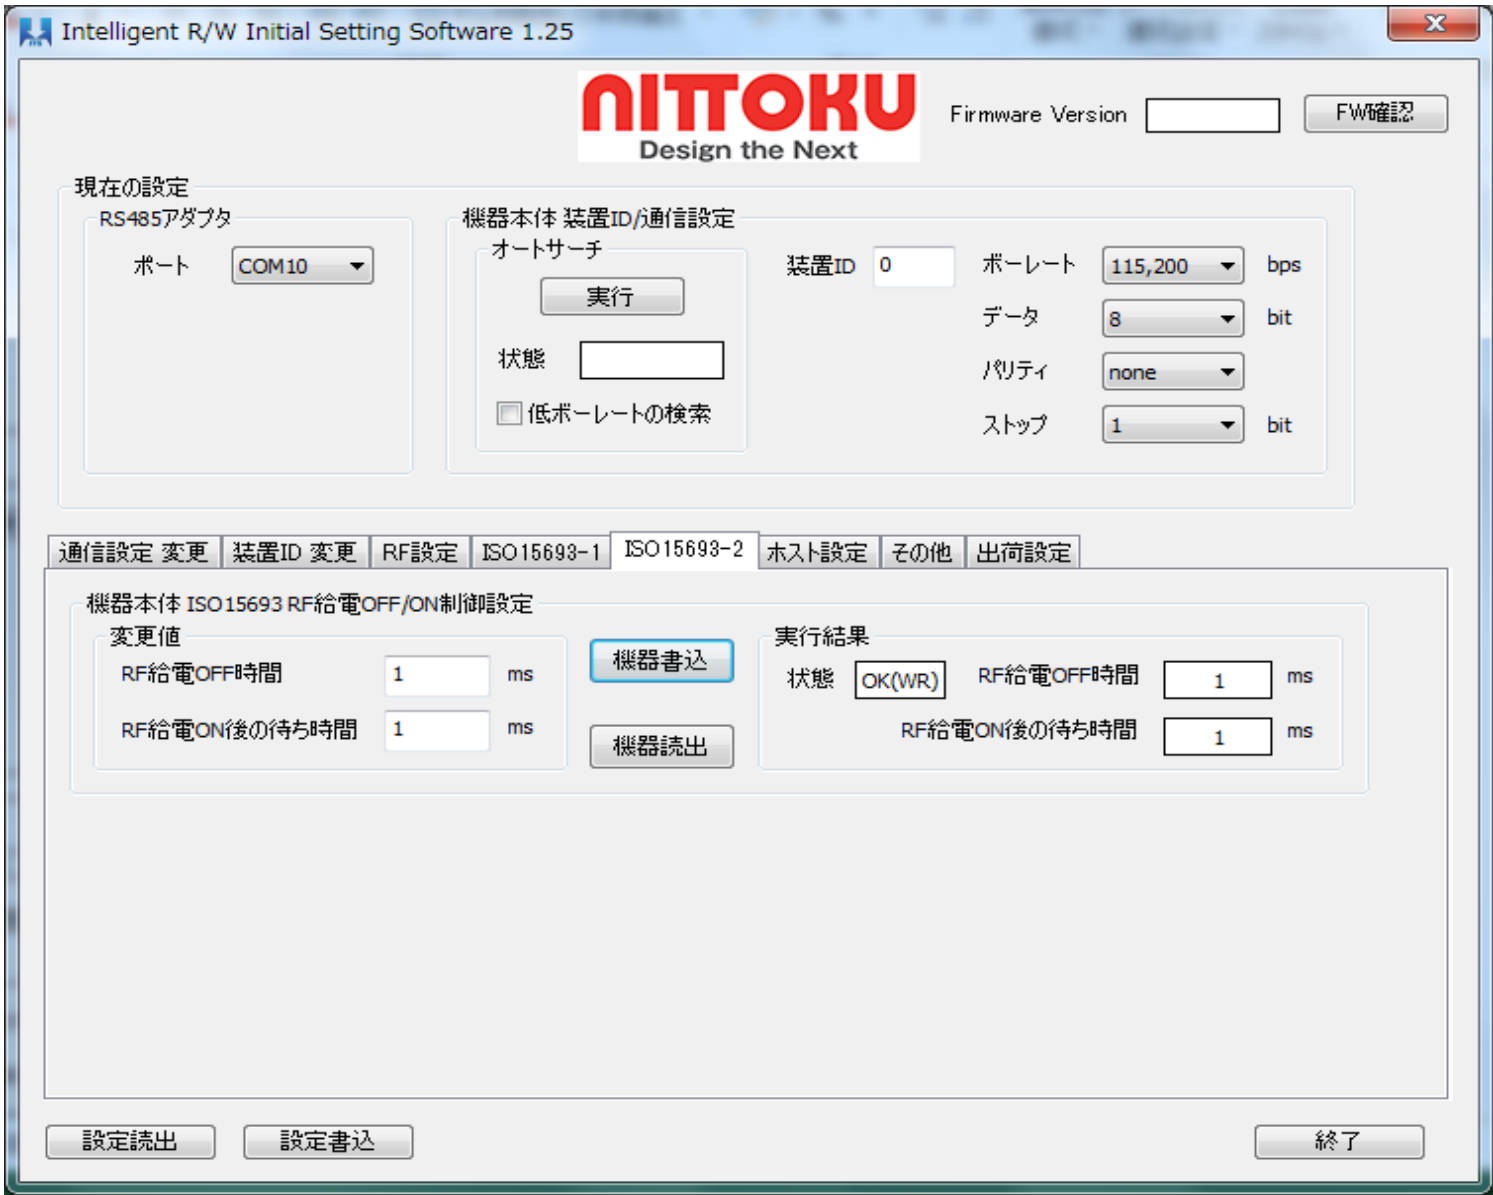 Intelligent R/W Initial Setting Software 1.25
NITTOKU
Design the Next
Firmware Version
FW確認
現在の設定
RS485アダプタ
ポート
COM10
機器本体 装置ID/通信設定
オートサーチ
実行
状態
低ボーレートの検索
装置ID
0
ボーレート
115,200
bps
データ
8
bit
パリティ
none
ストップ
1
bit
通信設定 変更
装置ID 変更
RF設定
ISO15693-1
ISO15693-2
ホスト設定
その他
出荷設定
機器本体 ISO15693 RF給電OFF/ON制御設定
変更値
RF給電OFF時間
1
ms
RF給電ON後の待ち時間
1
ms
機器書込
機器読出
実行結果
状態
OK(WR)
RF給電OFF時間
1
ms
RF給電ON後の待ち時間
1
ms
設定読出
設定書込
終了